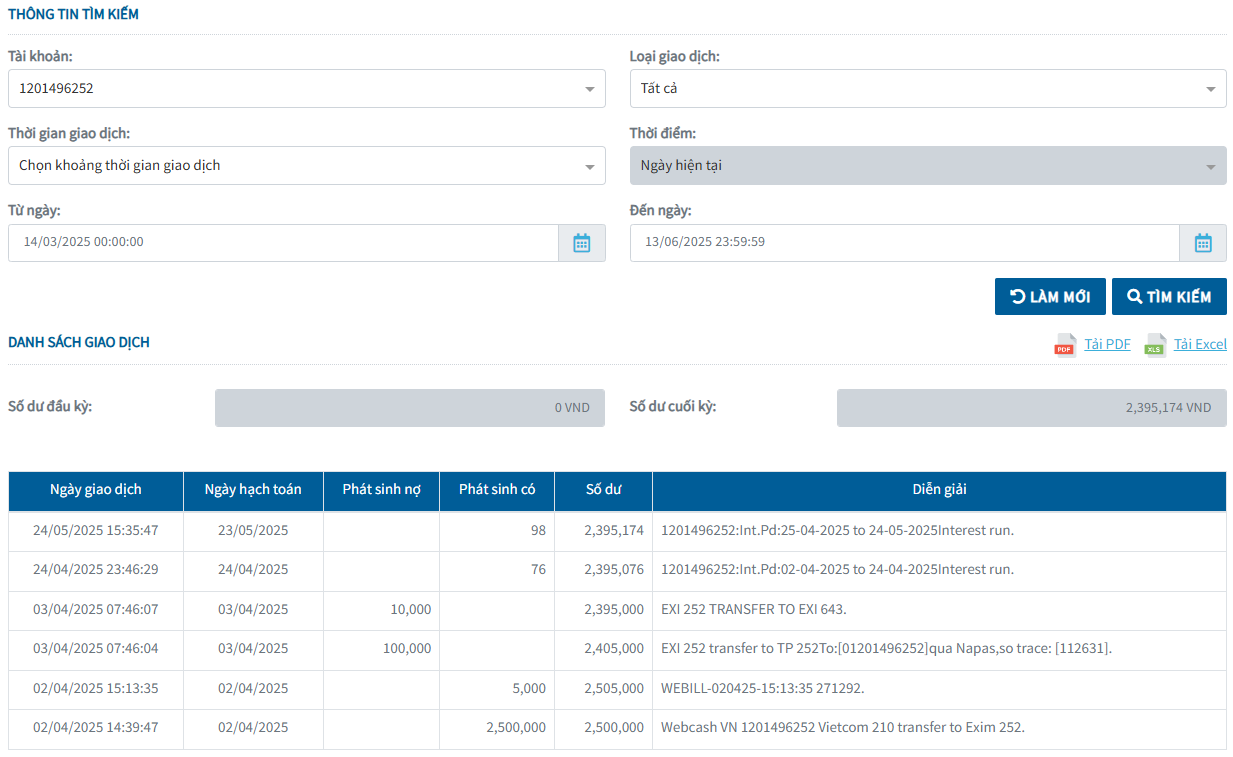 THÔNG TIN TÌM KIẾM
Tài khoản: Loại giao dịch:
1201496252 Tất cả
Thời gian giao dịch: Thời điểm:
Chọn khoảng thời gian giao dịch Ngày hiện tại
Từ ngày: Đến ngày:
14/03/2025 00:00:00 13/06/2025 23:59:59
LÀM MỚI TÌM KIẾM
DANH SÁCH GIAO DỊCH PDF Tải PDF XLS Tải Excel
Số dư đầu kỳ: 0 VND Số dư cuối kỳ: 2,395,174 VND
Ngày giao dịch Ngày hạch toán Phát sinh nợ Phát sinh có Số dư Diễn giải
24/05/2025 15:35:47 23/05/2025 98 2,395,174 1201496252:Int.Pd:25-04-2025 to 24-05-2025Interest run.
24/04/2025 23:46:29 24/04/2025 76 2,395,076 1201496252:Int.Pd:02-04-2025 to 24-04-2025Interest run.
03/04/2025 07:46:07 03/04/2025 10,000 2,395,000 EXI 252 TRANSFER TO EXI 643.
03/04/2025 07:46:04 03/04/2025 100,000 2,405,000 EXI 252 transfer to TP 252To:[01201496252]qua Napas,so trace: [112631].
02/04/2025 15:13:35 02/04/2025 5,000 2,505,000 WEBILL-020425-15:13:35 271292.
02/04/2025 14:39:47 02/04/2025 2,500,000 2,500,000 Webcash VN 1201496252 Vietcom 210 transfer to Exim 252.